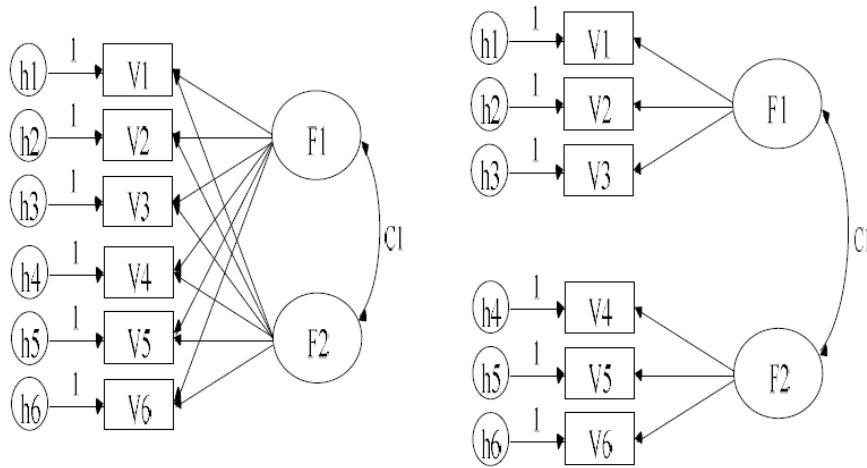 h1 1 V1
h2 1 V2
h3 1 V3
h4 1 V4
h5 1 V5
h6 1 V6
F1
F2
C1
h1 1 V1
h2 1 V2
h3 1 V3
h4 1 V4
h5 1 V5
h6 1 V6
F1
F2
C1